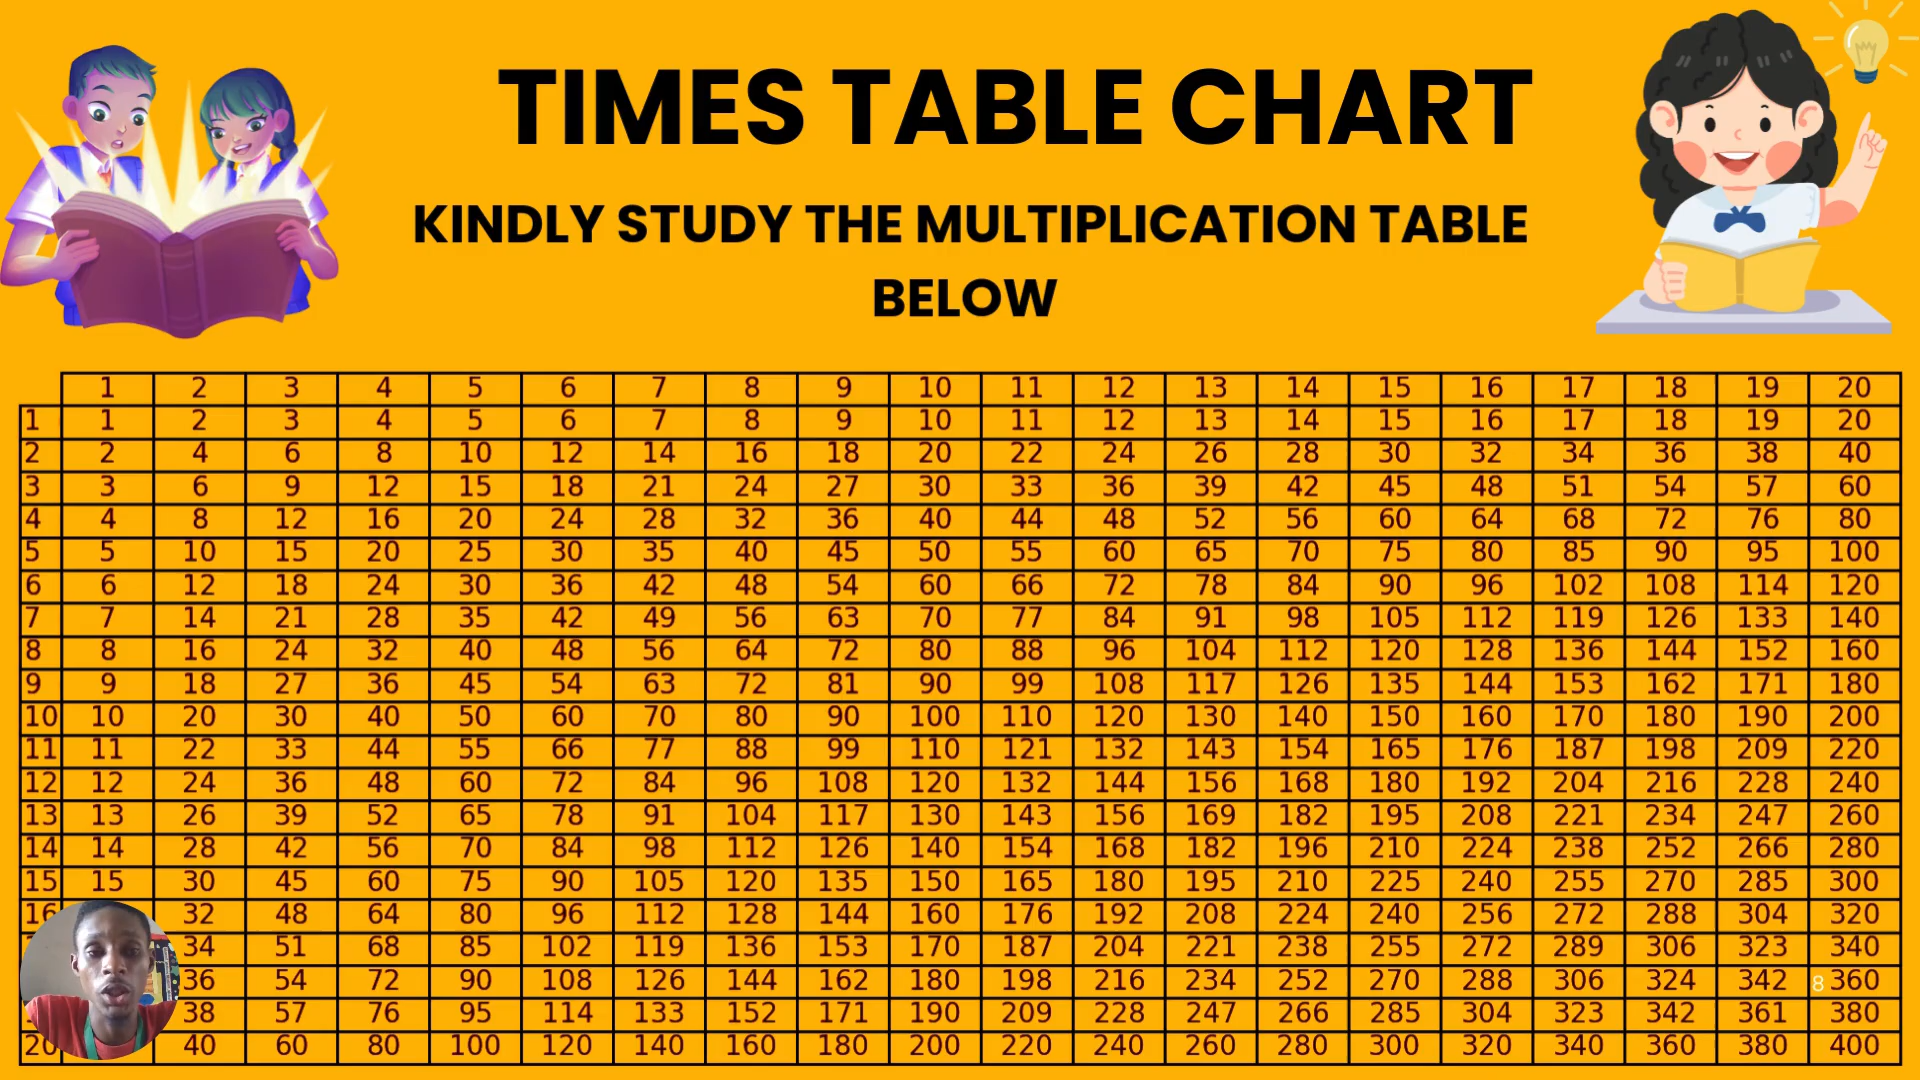 TIMES TABLE CHART
KINDLY STUDY THE MULTIPLICATION TABLE
BELOW
1 2 3 4 5 6 7 8 9 10 11 12 13 14 15 16 17 18 19 20
1 1 2 3 4 5 6 7 8 9 10 11 12 13 14 15 16 17 18 19 20
2 2 4 6 8 10 12 14 16 18 20 22 24 26 28 30 32 34 36 38 40
3 3 6 9 12 15 18 21 24 27 30 33 36 39 42 45 48 51 54 57 60
4 4 8 12 16 20 24 28 32 36 40 44 48 52 56 60 64 68 72 76 80
5 5 10 15 20 25 30 35 40 45 50 55 60 65 70 75 80 85 90 95 100
6 6 12 18 24 30 36 42 48 54 60 66 72 78 84 90 96 102 108 114 120
7 7 14 21 28 35 42 49 56 63 70 77 84 91 98 105 112 119 126 133 140
8 8 16 24 32 40 48 56 64 72 80 88 96 104 112 120 128 136 144 152 160
9 9 18 27 36 45 54 63 72 81 90 99 108 117 126 135 144 153 162 171 180
10 10 20 30 40 50 60 70 80 90 100 110 120 130 140 150 160 170 180 190 200
11 11 22 33 44 55 66 77 88 99 110 121 132 143 154 165 176 187 198 209 220
12 12 24 36 48 60 72 84 96 108 120 132 144 156 168 180 192 204 216 228 240
13 13 26 39 52 65 78 91 104 117 130 143 156 169 182 195 208 221 234 247 260
14 14 28 42 56 70 84 98 112 126 140 154 168 182 196 210 224 238 252 266 280
15 15 30 45 60 75 90 105 120 135 150 165 180 195 210 225 240 255 270 285 300
16 32 48 64 80 96 112 128 144 160 176 192 208 224 240 256 272 288 304 320
34 51 68 85 102 119 136 153 170 187 204 221 238 255 272 289 306 323 340
36 54 72 90 108 126 144 162 180 198 216 234 252 270 288 306 324 342 8 360
38 57 76 95 114 133 152 171 190 209 228 247 266 285 304 323 342 361 380
20 40 60 80 100 120 140 160 180 200 220 240 260 280 300 320 340 360 380 400